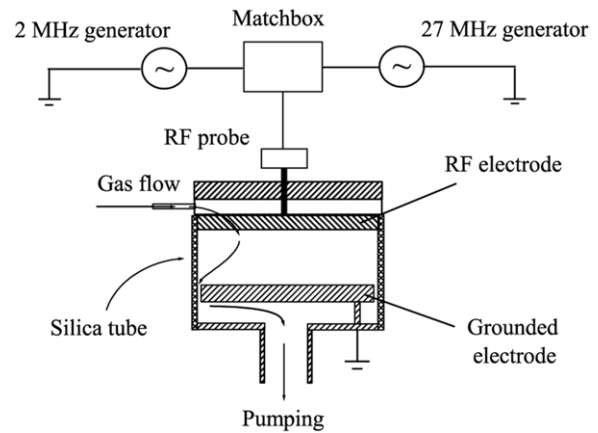 2 MHz generator
Matchbox
27 MHz generator
~
~
RF probe
RF electrode
Gas flow
Silica tube
Grounded
electrode
Pumping